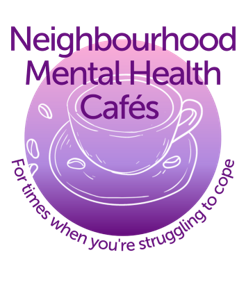 Neighbourhood
Mental Health
Cafés
For times when you're struggling to cope